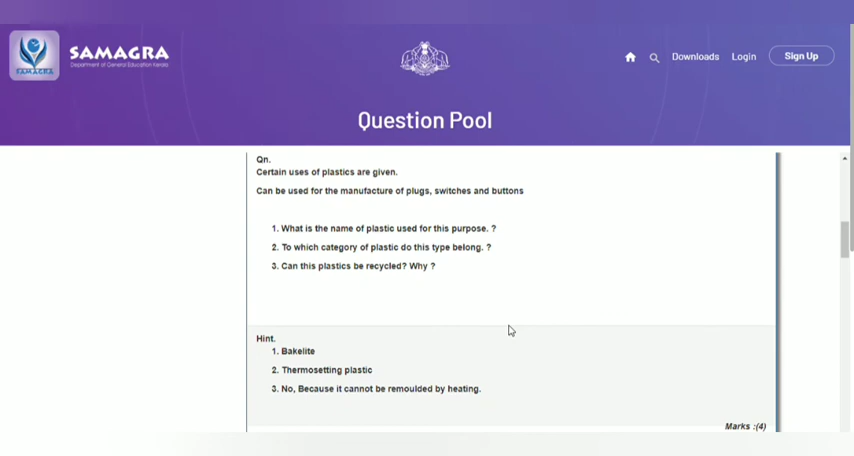 SAMAGRA
Department of General Education Kerala
SAMAGRA
Downloads Login Sign Up
Question Pool
Qn.
Certain uses of plastics are given.
Can be used for the manufacture of plugs, switches and buttons
1. What is the name of plastic used for this purpose. ?
2. To which category of plastic do this type belong. ?
3. Can this plastics be recycled? Why ?
Hint.
1. Bakelite
2. Thermosetting plastic
3. No, Because it cannot be remoulded by heating.
Marks :(4)